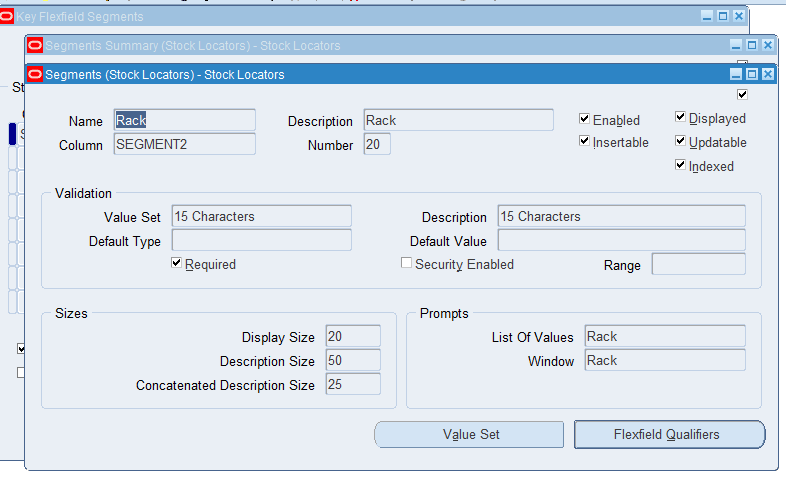 Key Flexfield Segments
Segments Summary (Stock Locators) - Stock Locators
Segments (Stock Locators) - Stock Locators
St
Name Rack Description Rack Enabled Displayed
Column SEGMENT2 Number 20 Insertable Updatable
Indexed
Validation
Value Set 15 Characters Description 15 Characters
Default Type Default Value
Required Security Enabled Range
Sizes Prompts
Display Size 20 List Of Values Rack
Description Size 50 Window Rack
Concatenated Description Size 25
Value Set Flexfield Qualifiers